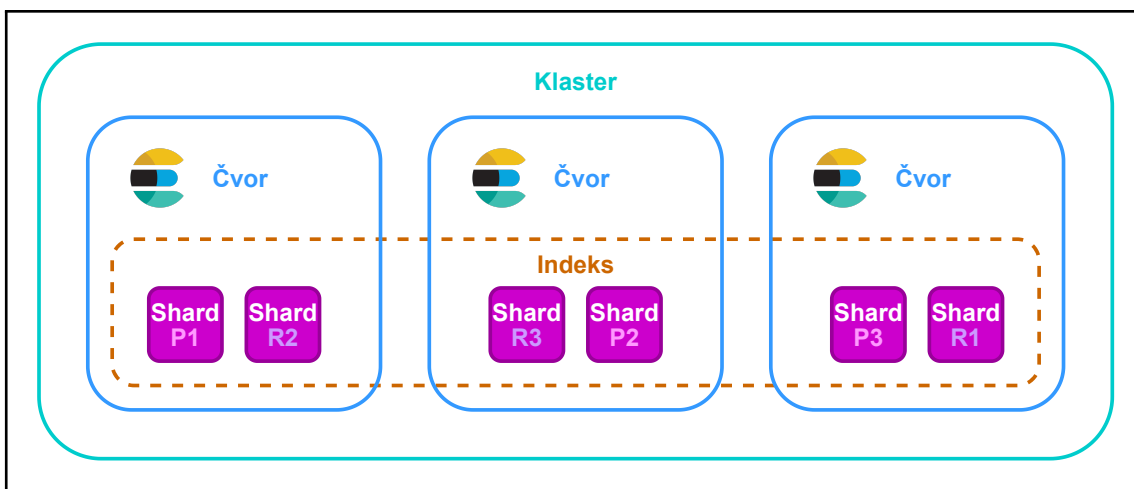 Klaster
Čvor
Čvor
Čvor
Indeks
Shard
P1
Shard
R2
Shard
R3
Shard
P2
Shard
P3
Shard
R1